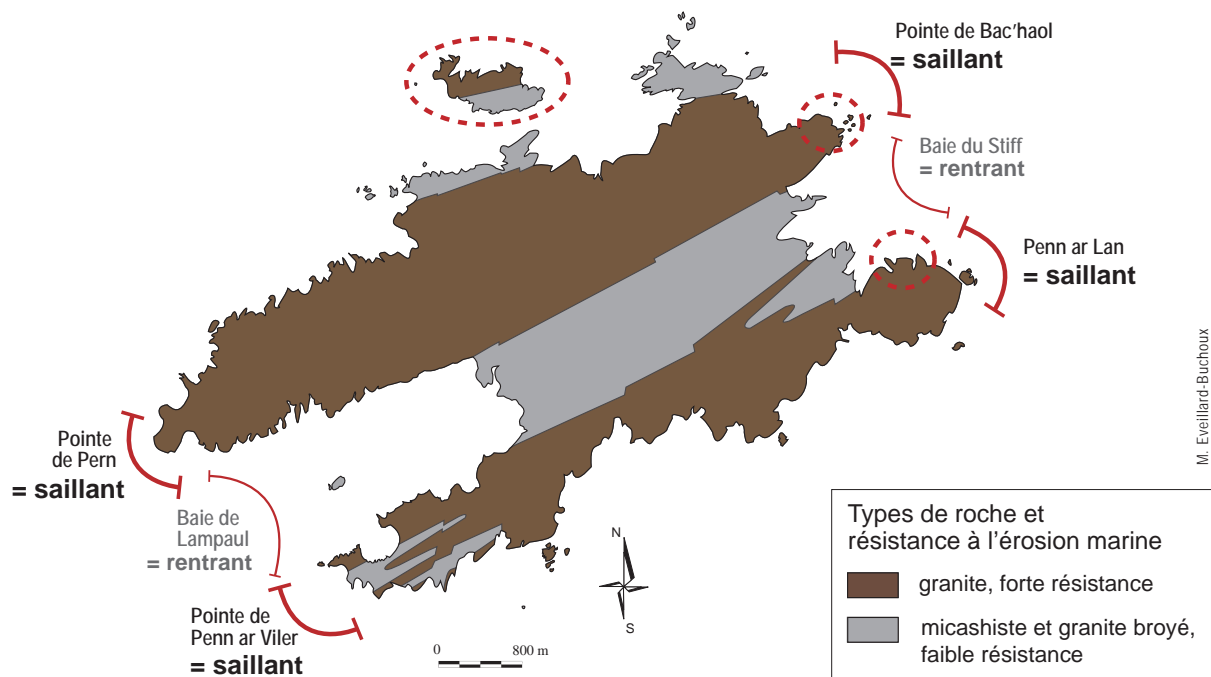 Pointe de Bac'haol
= saillant
Baie du Stiff
= rentrant
Penn ar Lan
= saillant
Pointe
de Pern
= saillant
Baie de
Lampaul
= rentrant
Pointe de
Penn ar Viler
= saillant
N
S
0 800 m
M. Eveillard-Buchoux
Types de roche et
résistance à l'érosion marine
granite, forte résistance
micashiste et granite broyé,
faible résistance